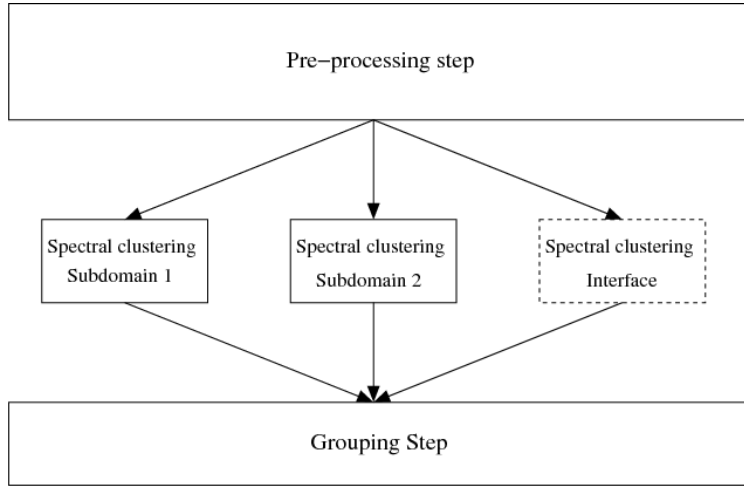 Pre−processing step
Spectral clustering
Subdomain 1
Spectral clustering
Subdomain 2
Spectral clustering
Interface
Grouping Step